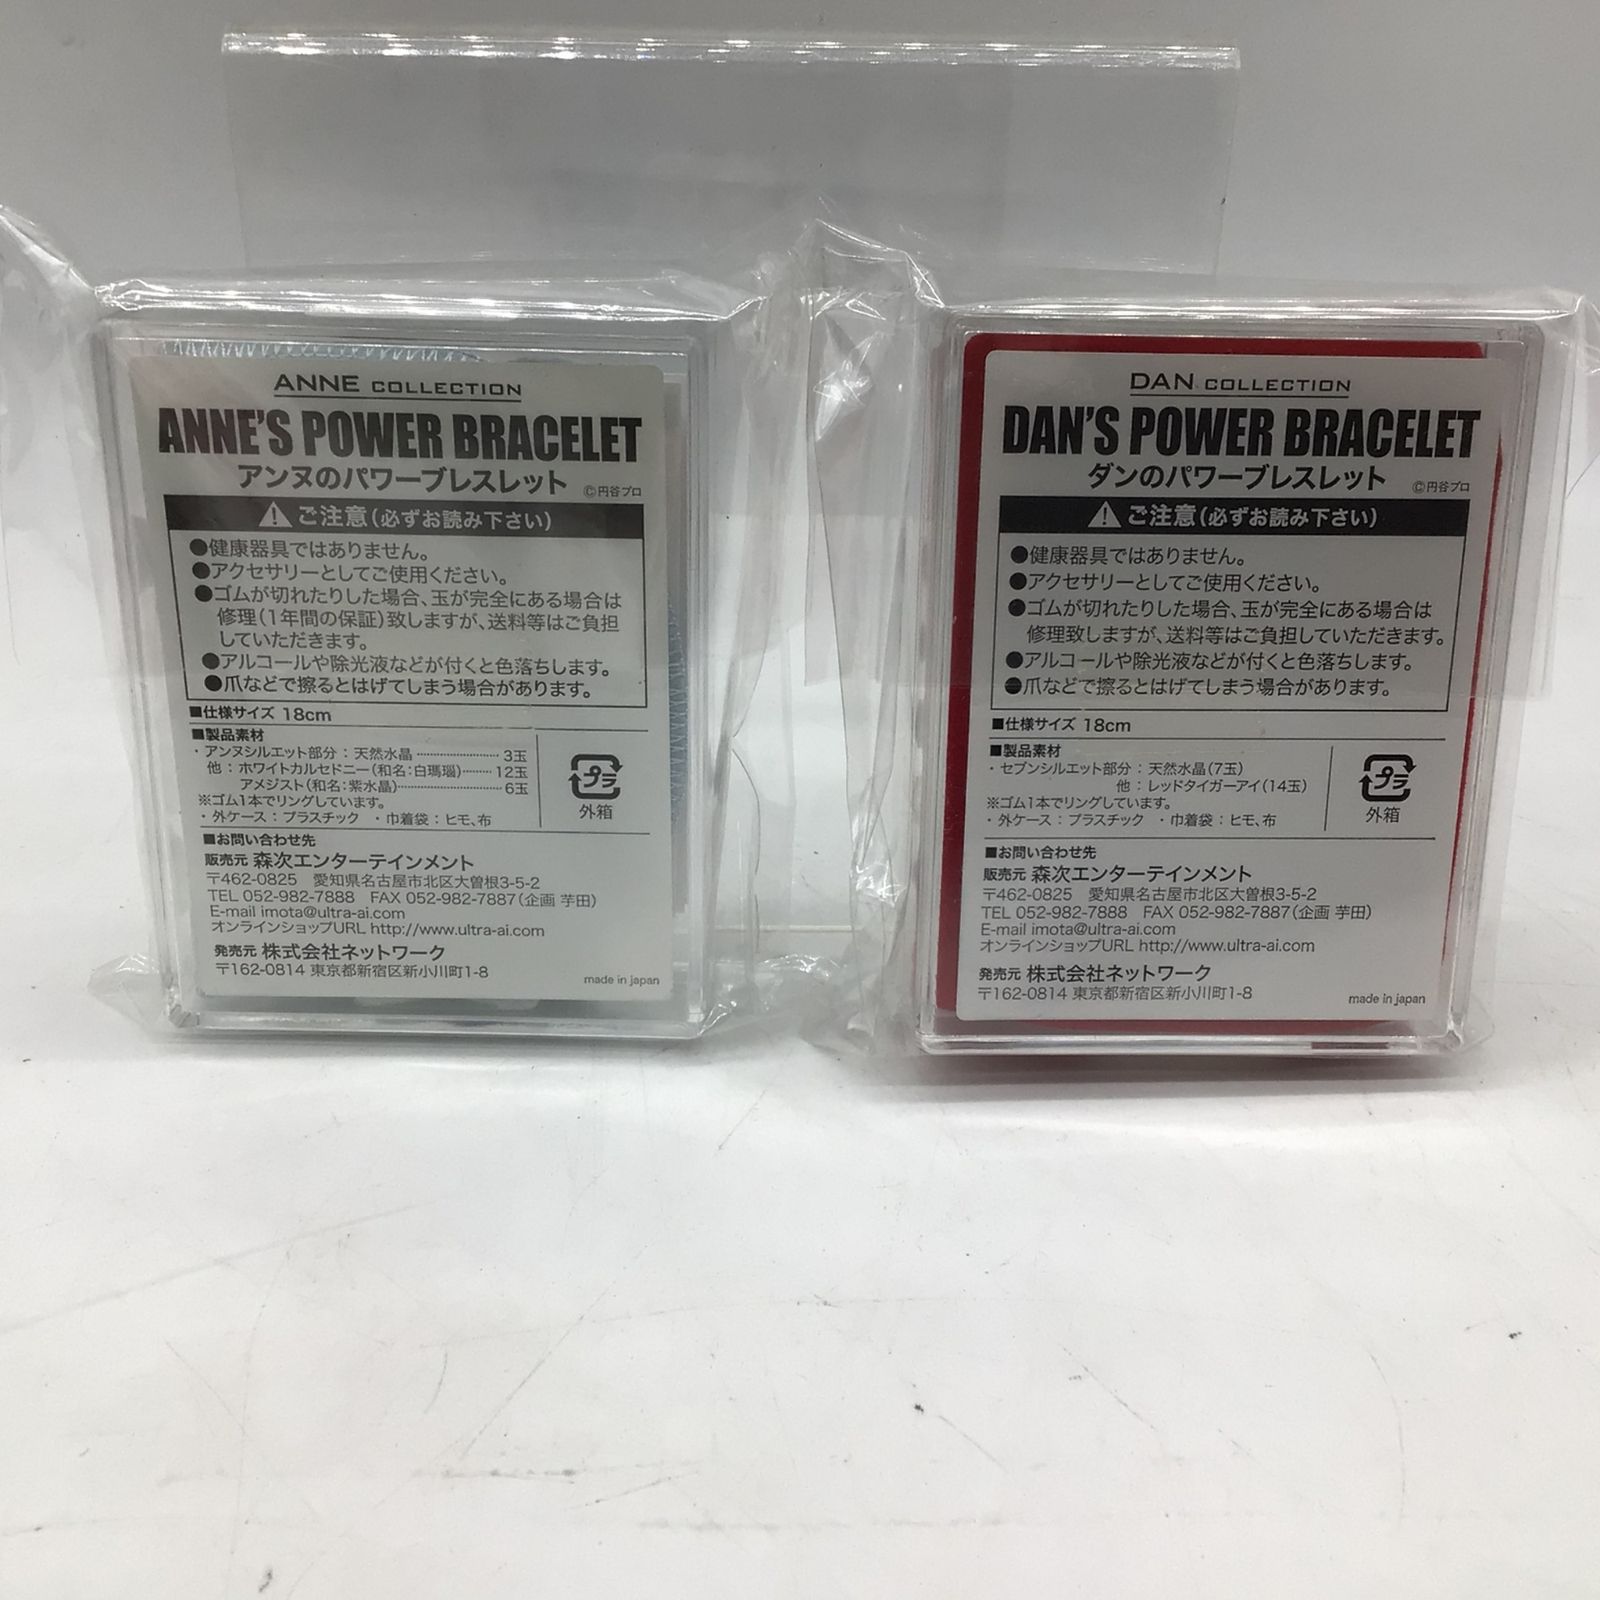 ANNE COLLECTION
ANNE'S POWER BRACELET
アンヌのパワーブレスレット ©円谷プロ
ご注意(必ずお読み下さい)
●健康器具ではありません。
●アクセサリーとしてご使用ください。
●ゴムが切れたりした場合、玉が完全にある場合は
修理(1年間の保証)致しますが、送料等はご負担
していただきます。
●アルコールや除光液などが付くと色落ちします。
●爪などで擦るとはげてしまう場合があります。
■仕様サイズ 18cm
■製品素材
・アンヌシルエット部分：天然水晶 3玉
他：ホワイトカルセドニー(和名：白瑪瑙) 12玉
アメジスト(和名：紫水晶) 6玉
※ゴム1本でリングしています。
・外ケース：プラスチック ・巾着袋：ヒモ、布
プラ
外箱
■お問い合わせ先
販売元 森次エンターテインメント
〒462-0825 愛知県名古屋市北区大曽根3-5-2
TEL 052-982-7888 FAX 052-982-7887(企画 芋田)
E-mail imota@ultra-ai.com
オンラインショップURL http://www.ultra-ai.com
発売元 株式会社ネットワーク
〒162-0814 東京都新宿区新小川町1-8
made in japan
DAN COLLECTION
DAN'S POWER BRACELET
ダンのパワーブレスレット ©円谷プロ
ご注意(必ずお読み下さい)
●健康器具ではありません。
●アクセサリーとしてご使用ください。
●ゴムが切れたりした場合、玉が完全にある場合は
修理致しますが、送料等はご負担していただきます。
●アルコールや除光液などが付くと色落ちします。
●爪などで擦るとはげてしまう場合があります。
■仕様サイズ 18cm
■製品素材
・セブンシルエット部分：天然水晶(7玉)
他：レッドタイガーアイ(14玉)
※ゴム1本でリングしています。
・外ケース：プラスチック ・巾着袋：ヒモ、布
プラ
外箱
■お問い合わせ先
販売元 森次エンターテインメント
〒462-0825 愛知県名古屋市北区大曽根3-5-2
TEL 052-982-7888 FAX 052-982-7887(企画 芋田)
E-mail imota@ultra-ai.com
オンラインショップURL http://www.ultra-ai.com
発売元 株式会社ネットワーク
〒162-0814 東京都新宿区新小川町1-8
made in japan